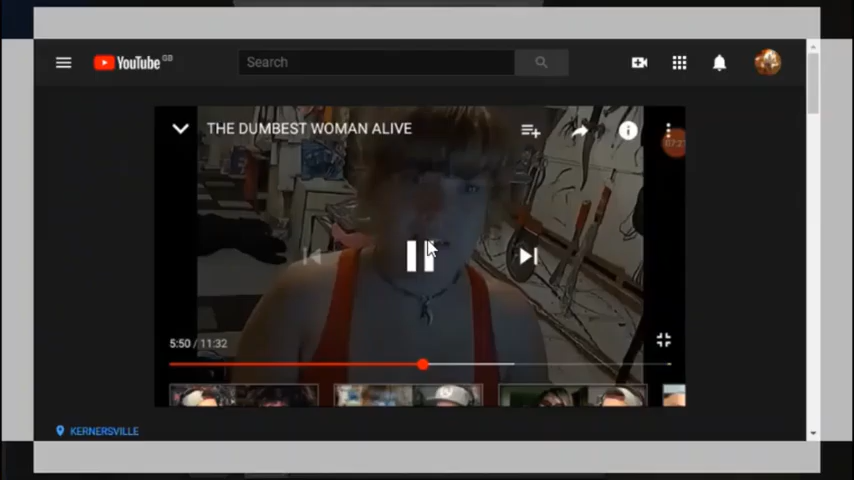 YouTube GB
Search
THE DUMBEST WOMAN ALIVE
5:50 / 11:32
KERNERSVILLE